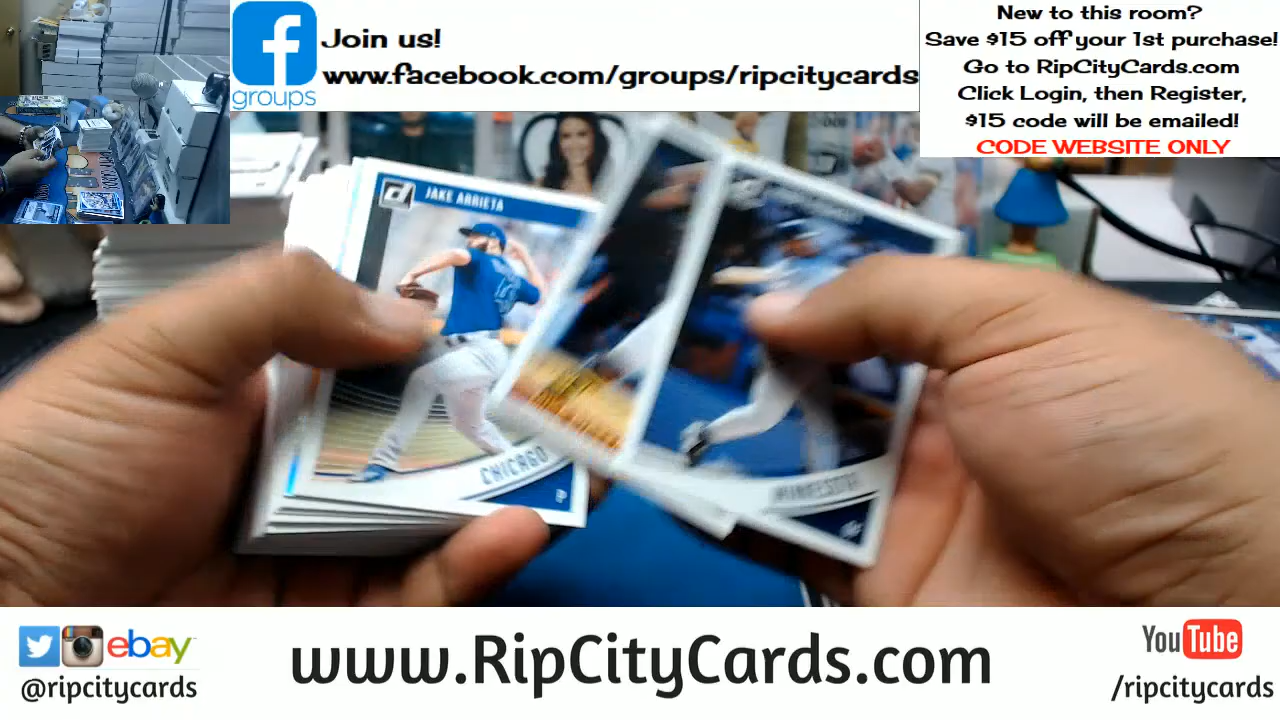 f
groups
Join us!
www.facebook.com/groups/ripcitycards
New to this room?
Save $15 off your 1st purchase!
Go to RipCityCards.com
Click Login, then Register,
$15 code will be emailed!
CODE WEBSITE ONLY
JAKE ARRIETA
CHICAGO
P
MINNESOTA
ebay
@ripcitycards
www.RipCityCards.com
YouTube
/ripcitycards